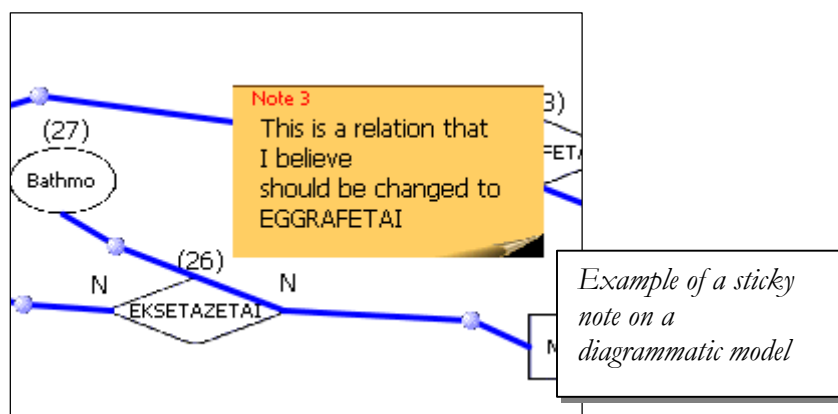 Note 3
This is a relation that
I believe
should be changed to
EGGRAFETAI
3)
FETA
(27)
Bathmo
(26)
N
N
EKSETAZETAI
M
Example of a sticky
note on a
diagrammatic model